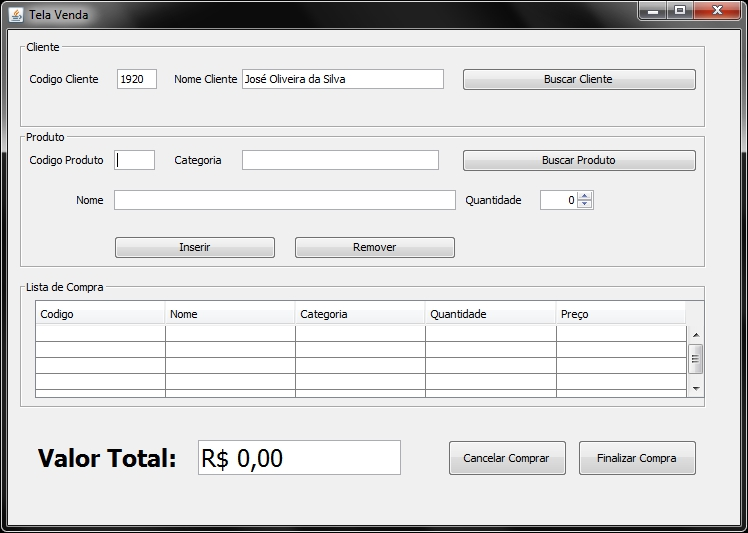 Tela Venda
Cliente
Codigo Cliente 1920 Nome Cliente José Oliveira da Silva Buscar Cliente
Produto
Codigo Produto Categoria Buscar Produto
Nome Quantidade 0
Inserir Remover
Lista de Compra
Codigo Nome Categoria Quantidade Preço
Valor Total: R$ 0,00 Cancelar Comprar Finalizar Compra